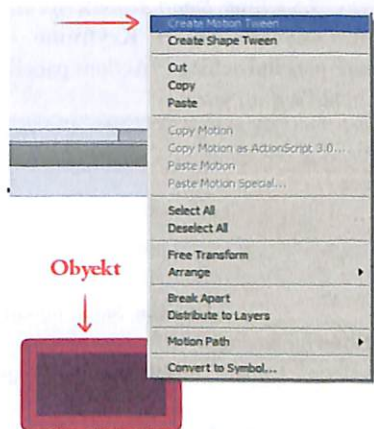 Create Motion Tween
Create Shape Tween
Cut
Copy
Paste
Copy Motion
Copy Motion as ActionScript 3.0...
Paste Motion
Paste Motion Special...
Select All
Deselect All
Free Transform
Arrange
Break Apart
Distribute to Layers
Motion Path
Convert to Symbol...
Obyekt